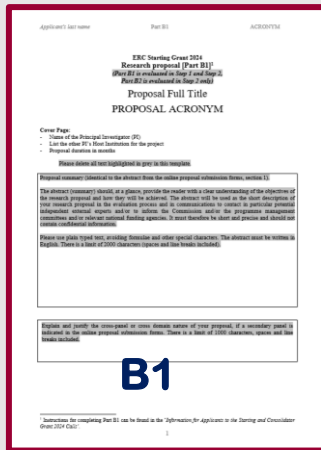 Applicant's last name Part B1 ACRONYM
ERC Starting Grant 2024
Research proposal [Part B1]¹
(Part B1 is evaluated in Step 1 and Step 2,
Part B2 is evaluated in Step 2 only)
Proposal Full Title
PROPOSAL ACRONYM
Cover Page:
- Name of the Principal Investigator (PI)
- List the other PI's Host Institution for the project
- Proposal duration in months
Please delete all text highlighted in grey in this template.
Proposal summary (identical to the abstract from the online proposal submission forms, section 1).
The abstract (summary) should, at a glance, provide the reader with a clear understanding of the objectives of
the research proposal and how they will be achieved. The abstract will be used as the short description of
your research proposal in the evaluation process and in communications to contact in particular potential
independent external experts and/or to inform the Commission and/or the programme management
committees and/or relevant national funding agencies. It must therefore be short and precise and should not
contain confidential information.
Please use plain typed text, avoiding formulae and other special characters. The abstract must be written in
English. There is a limit of 2000 characters (spaces and line breaks included).
Explain and justify the cross-panel or cross domain nature of your proposal, if a secondary panel is
indicated in the online proposal submission forms. There is a limit of 1000 characters, spaces and line
breaks included.
B1
¹ Instructions for completing Part B1 can be found in the 'Information for Applicants to the Starting and Consolidator
Grant 2024 Calls'.
1